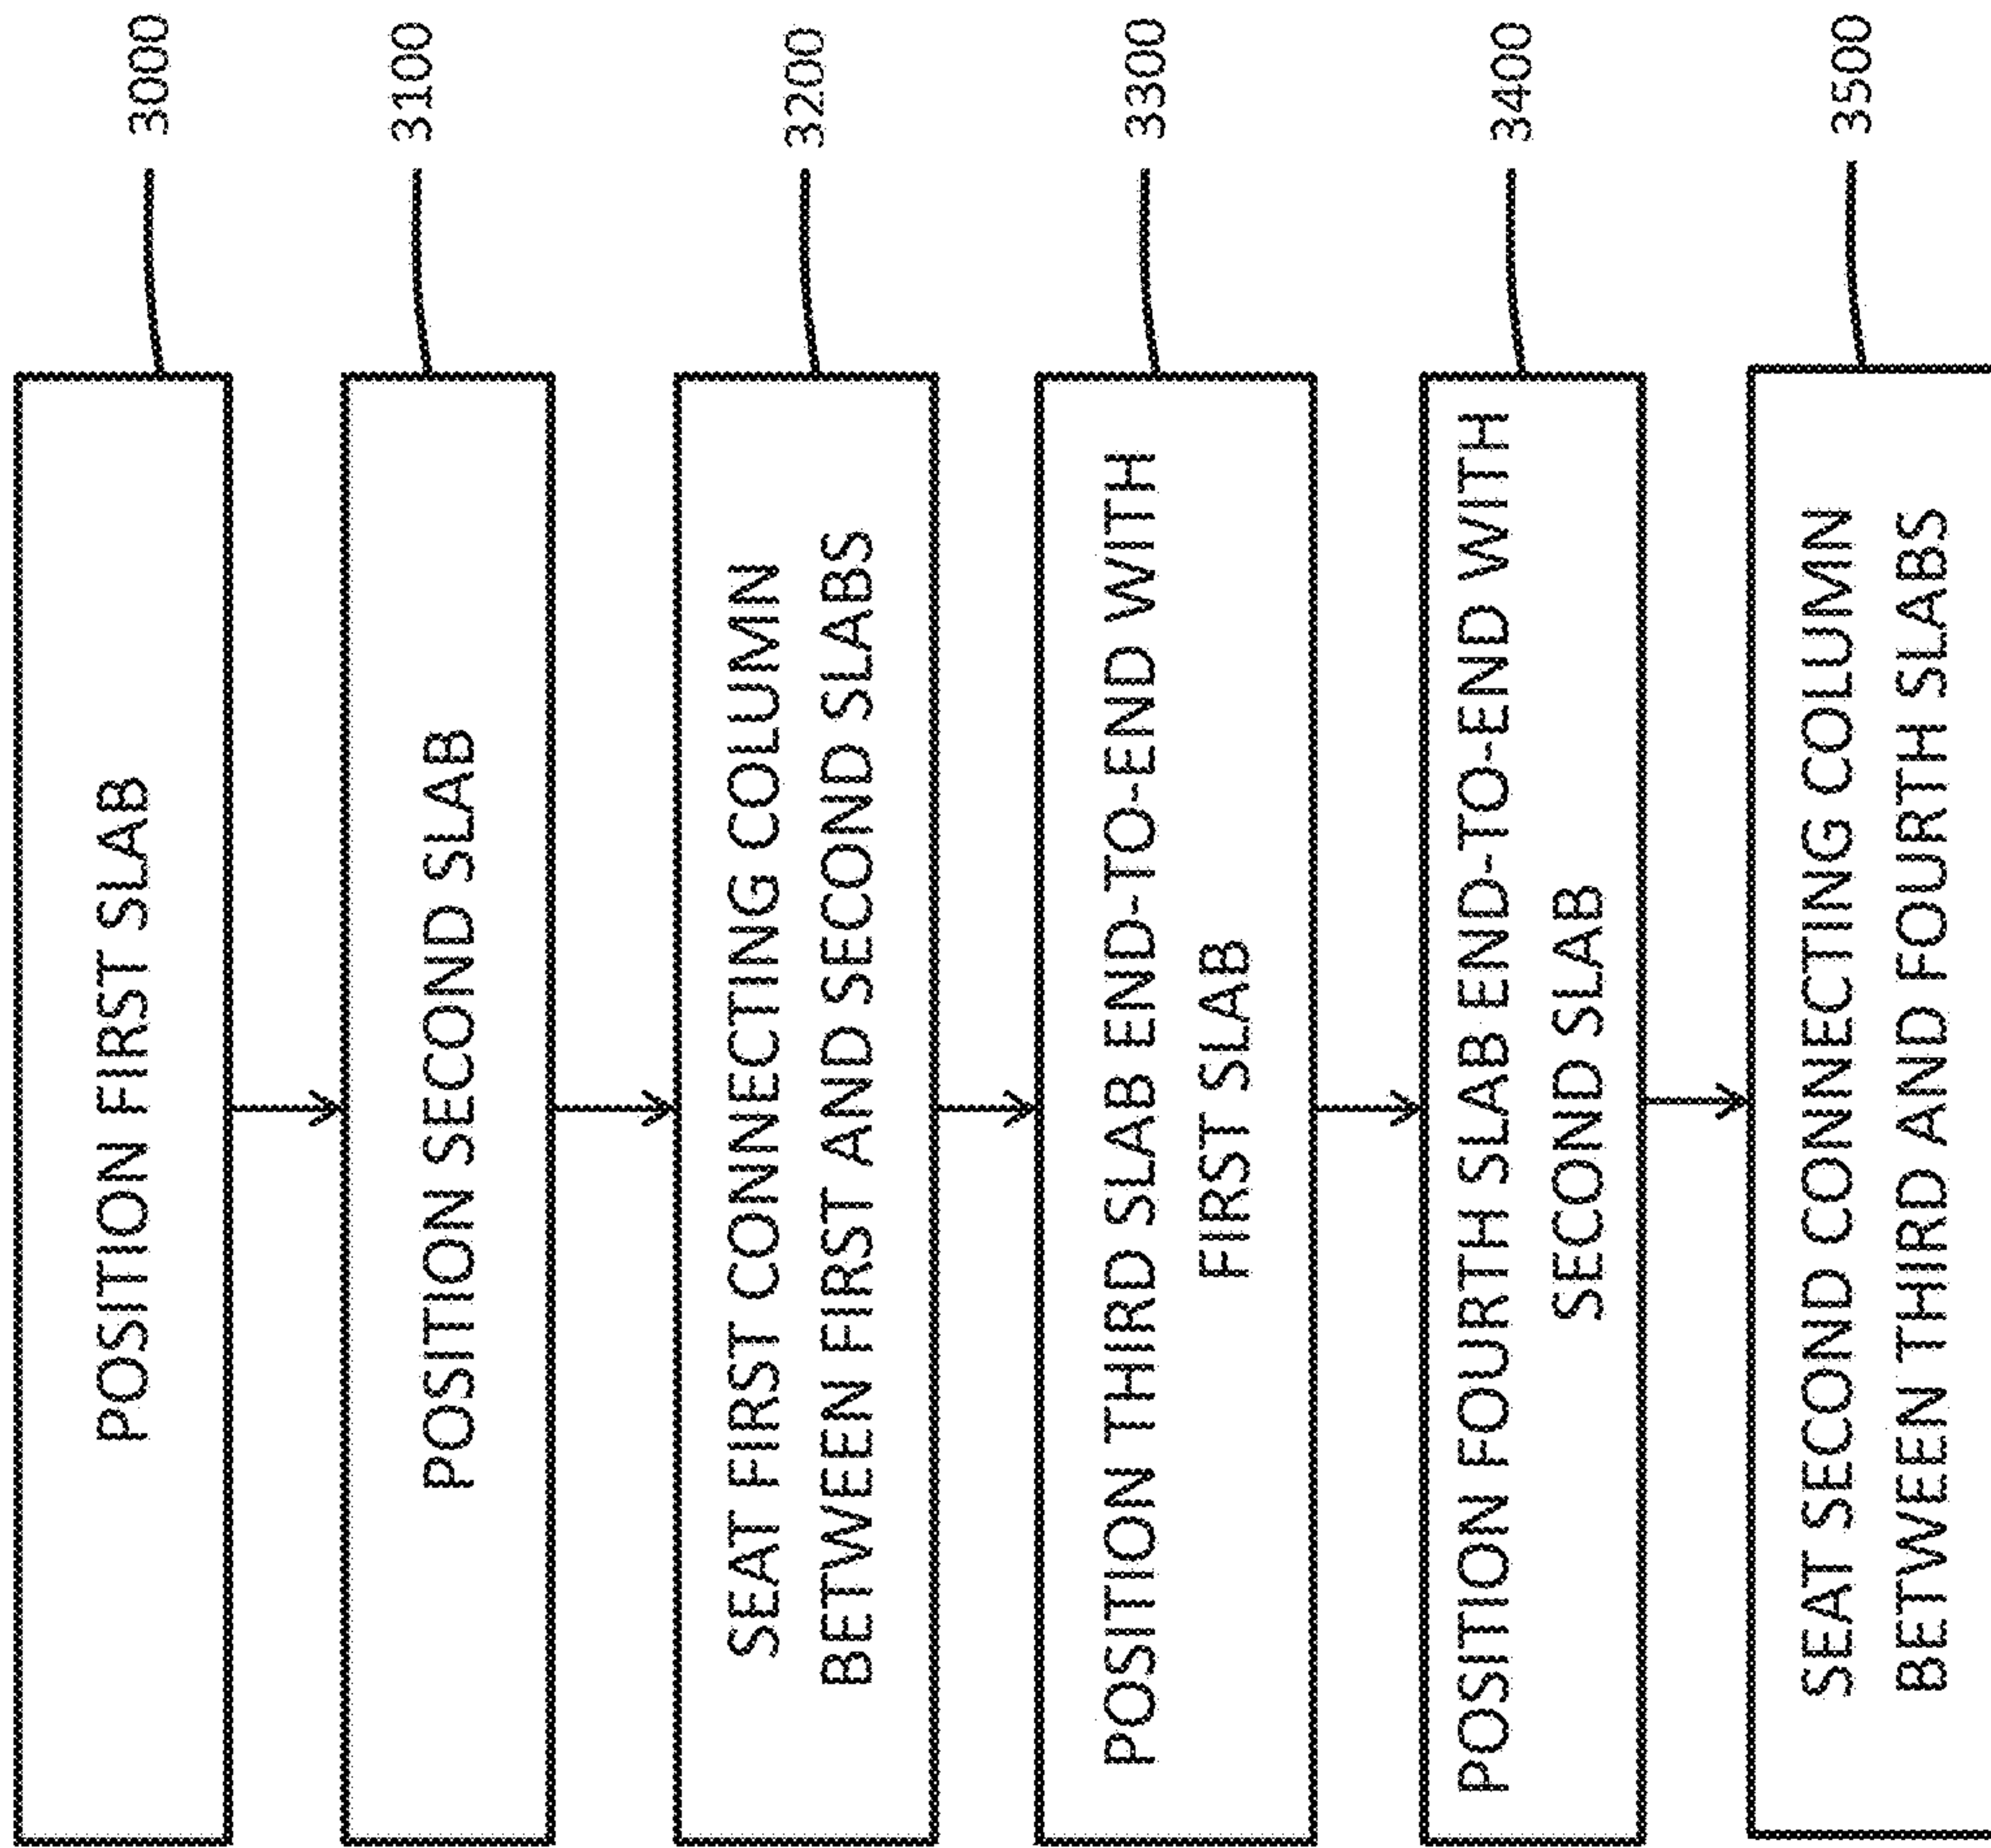 POSITION FIRST SLAB
3000
POSITION SECOND SLAB
3100
SEAT FIRST CONNECTING COLUMN
BETWEEN FIRST AND SECOND SLABS
3200
POSITION THIRD SLAB END-TO-END WITH
FIRST SLAB
3300
POSITION FOURTH SLAB END-TO-END WITH
SECOND SLAB
3400
SEAT SECOND CONNECTING COLUMN
BETWEEN THIRD AND FOURTH SLABS
3500